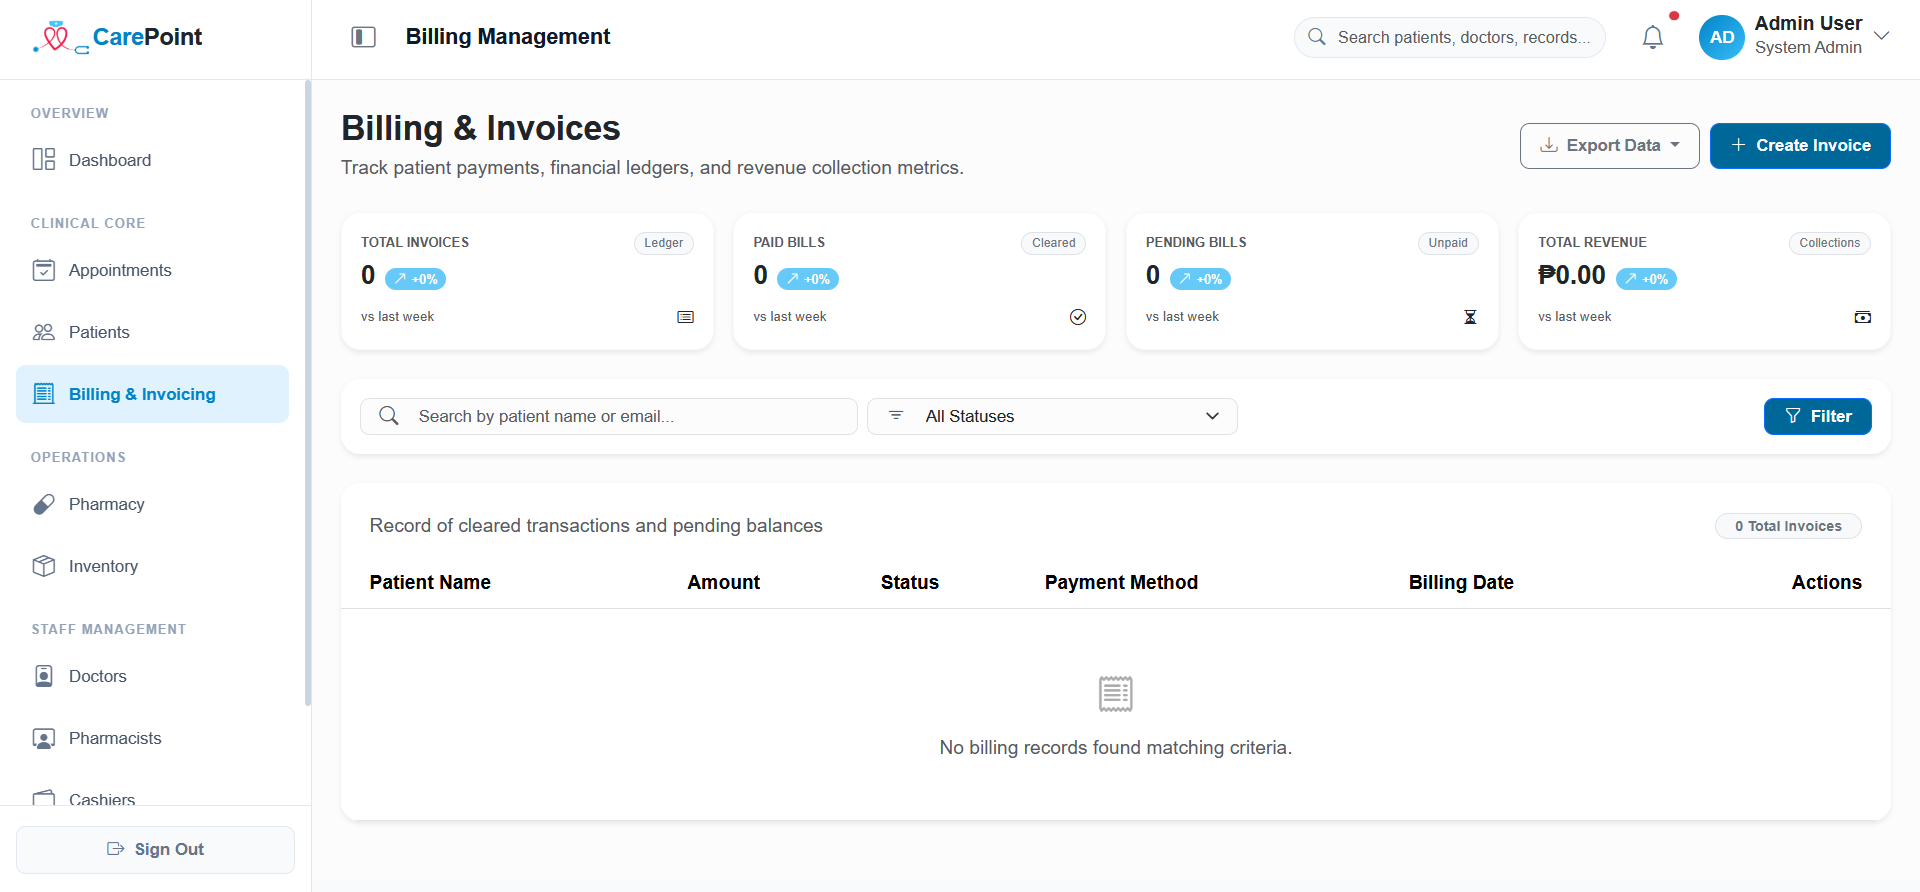 CarePoint
Billing Management
Search patients, doctors, records...
AD
Admin User
System Admin
OVERVIEW
Dashboard
CLINICAL CORE
Appointments
Patients
Billing & Invoicing
OPERATIONS
Pharmacy
Inventory
STAFF MANAGEMENT
Doctors
Pharmacists
Cashiers
Sign Out
Billing & Invoices
Track patient payments, financial ledgers, and revenue collection metrics.
Export Data
Create Invoice
TOTAL INVOICES
Ledger
0
+0%
vs last week
PAID BILLS
Cleared
0
+0%
vs last week
PENDING BILLS
Unpaid
0
+0%
vs last week
TOTAL REVENUE
Collections
₱0.00
+0%
vs last week
Search by patient name or email...
All Statuses
Filter
Record of cleared transactions and pending balances
0 Total Invoices
Patient Name Amount Status Payment Method Billing Date Actions
No billing records found matching criteria.